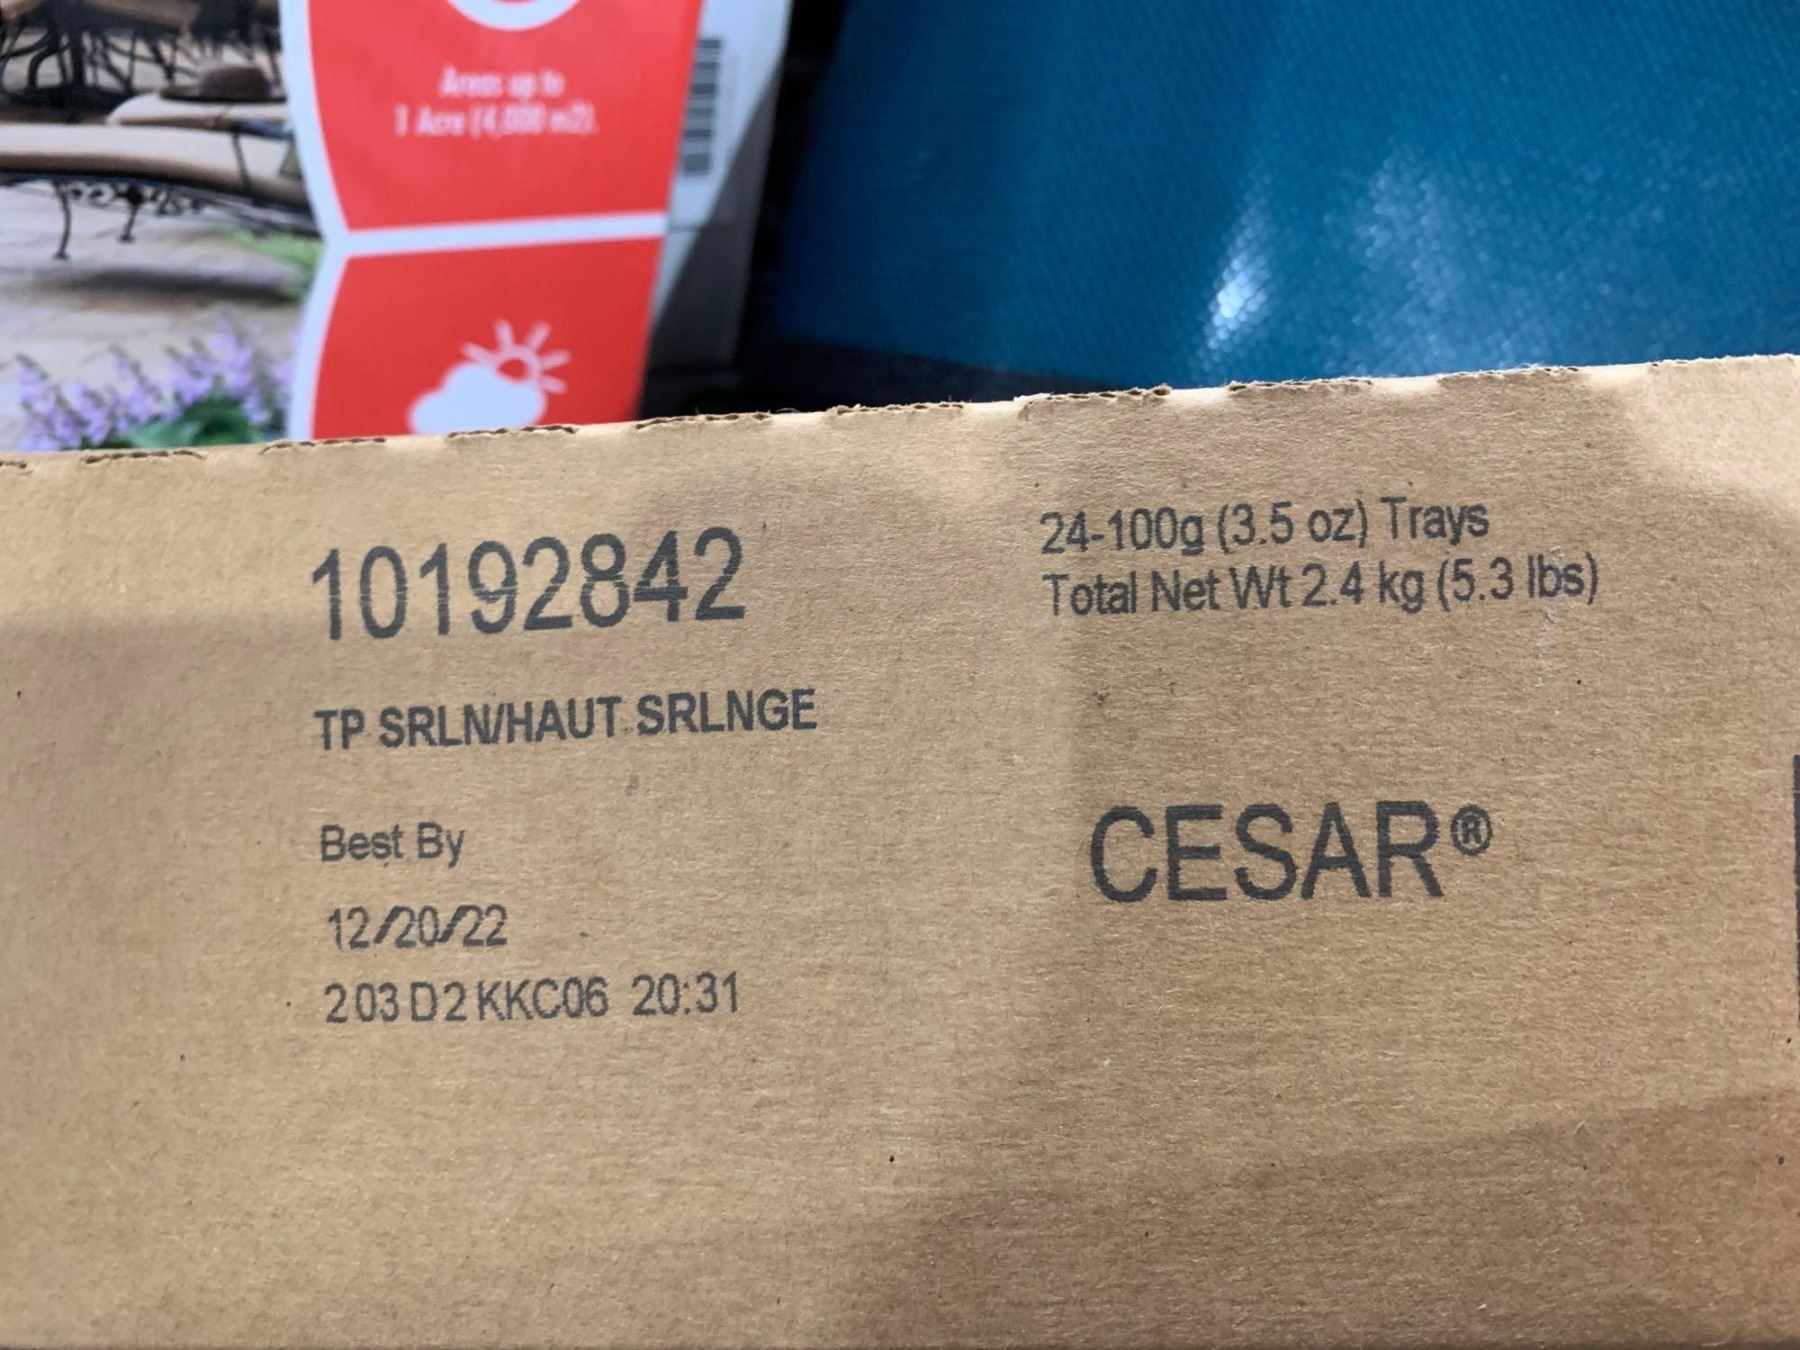 Areas up to
1 Acre (4,000 m2).
10192842
TP SRLN/HAUT SRLNGE
Best By
12/20/22
203D2KKC06 20:31
24-100g (3.5 oz) Trays
Total Net Wt 2.4 kg (5.3 lbs)
CESAR®